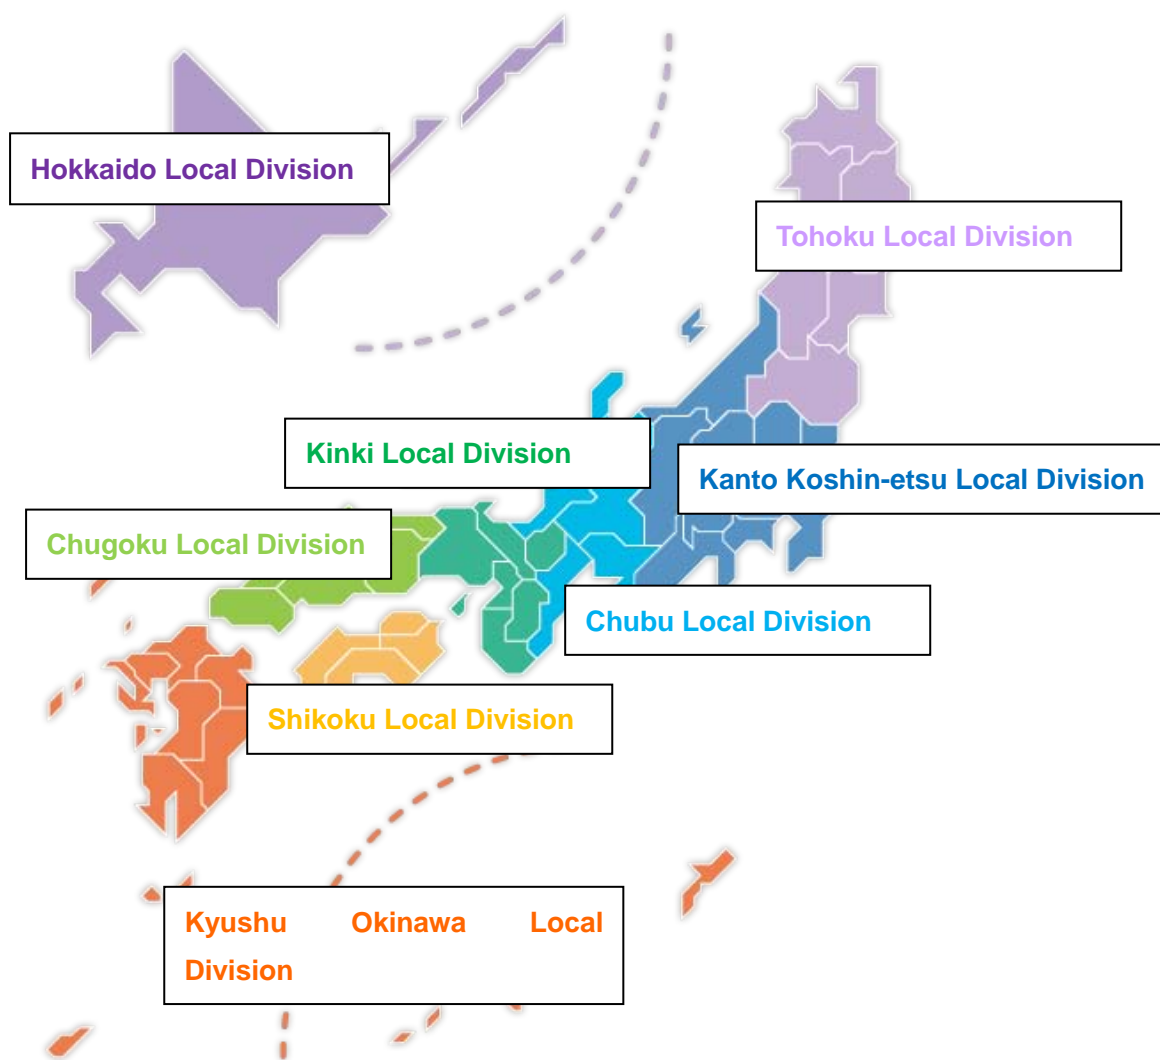 Hokkaido Local Division
Tohoku Local Division
Kinki Local Division
Kanto Koshin-etsu Local Division
Chugoku Local Division
Chubu Local Division
Shikoku Local Division
Kyushu Okinawa Local
Division